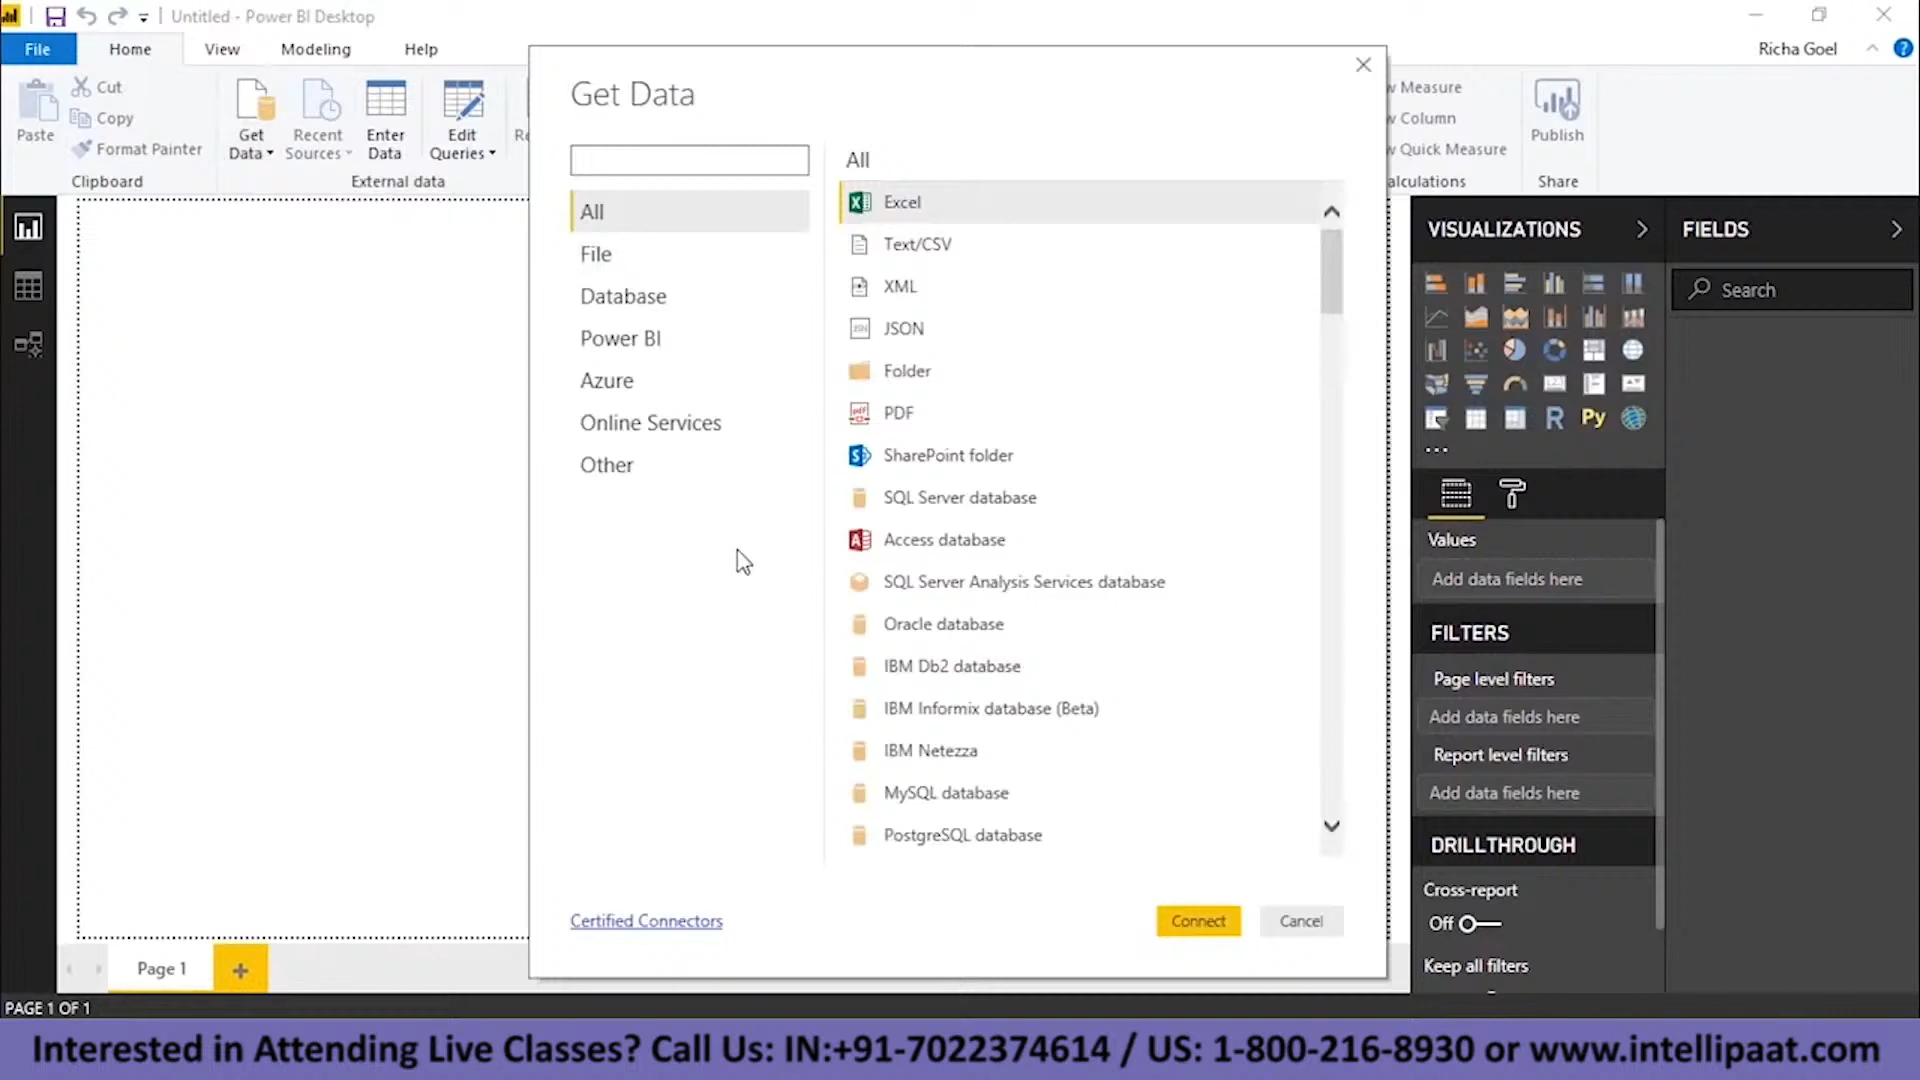 Untitled - Power BI Desktop
File
Home
View
Modeling
Help
Richa Goel
Paste
Cut
Copy
Format Painter
Clipboard
Get
Data
Recent
Sources
Enter
Data
Edit
Queries
External data
w Measure
w Column
w Quick Measure
alculations
Publish
Share
Get Data
All
File
Database
Power BI
Azure
Online Services
Other
All
Excel
Text/CSV
XML
JSON
Folder
PDF
SharePoint folder
SQL Server database
Access database
SQL Server Analysis Services database
Oracle database
IBM Db2 database
IBM Informix database (Beta)
IBM Netezza
MySQL database
PostgreSQL database
Certified Connectors
Connect
Cancel
VISUALIZATIONS
R
Py
Values
Add data fields here
FILTERS
Page level filters
Add data fields here
Report level filters
Add data fields here
DRILLTHROUGH
Cross-report
Off
Keep all filters
FIELDS
Search
Page 1
PAGE 1 OF 1
Interested in Attending Live Classes? Call Us: IN:+91-7022374614 / US: 1-800-216-8930 or www.intellipaat.com